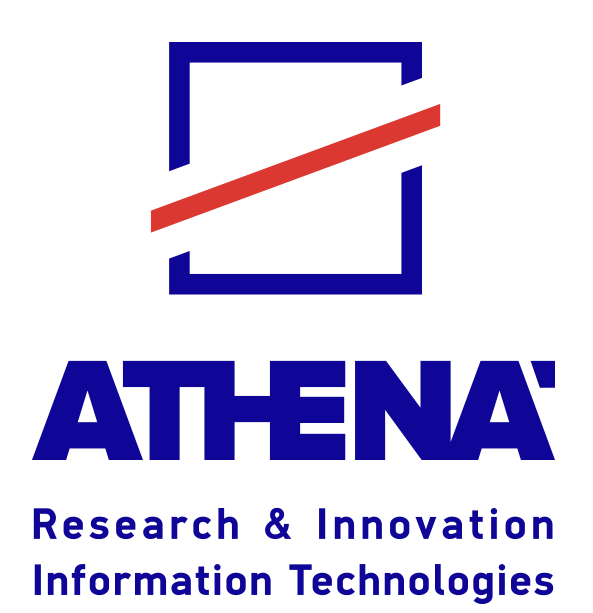 ATHENA'
Research & Innovation
Information Technologies